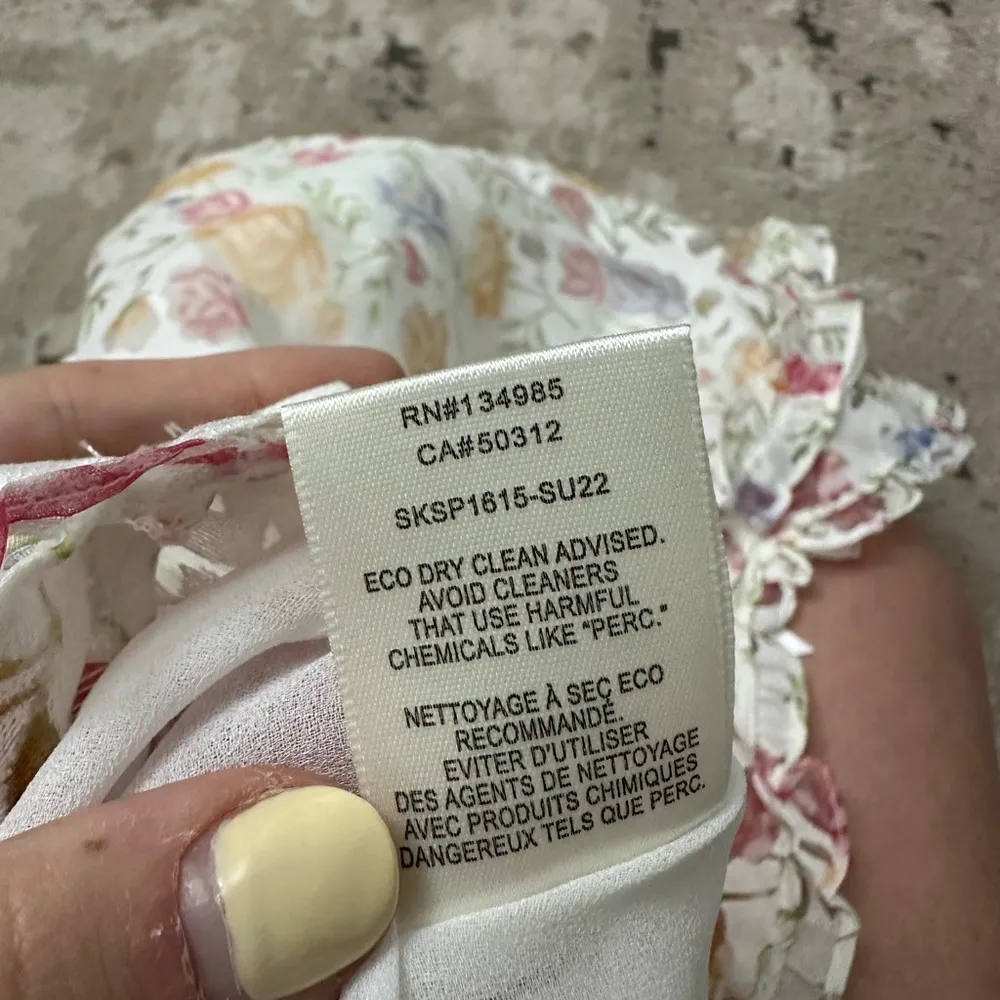 RN#134985
CA#50312
SKSP1615-SU22
ECO DRY CLEAN ADVISED.
AVOID CLEANERS
THAT USE HARMFUL
CHEMICALS LIKE "PERC."
NETTOYAGE À SEC ECO
RECOMMANDÉ.
EVITER D'UTILISER
DES AGENTS DE NETTOYAGE
AVEC PRODUITS CHIMIQUES
DANGEREUX TELS QUE PERC.